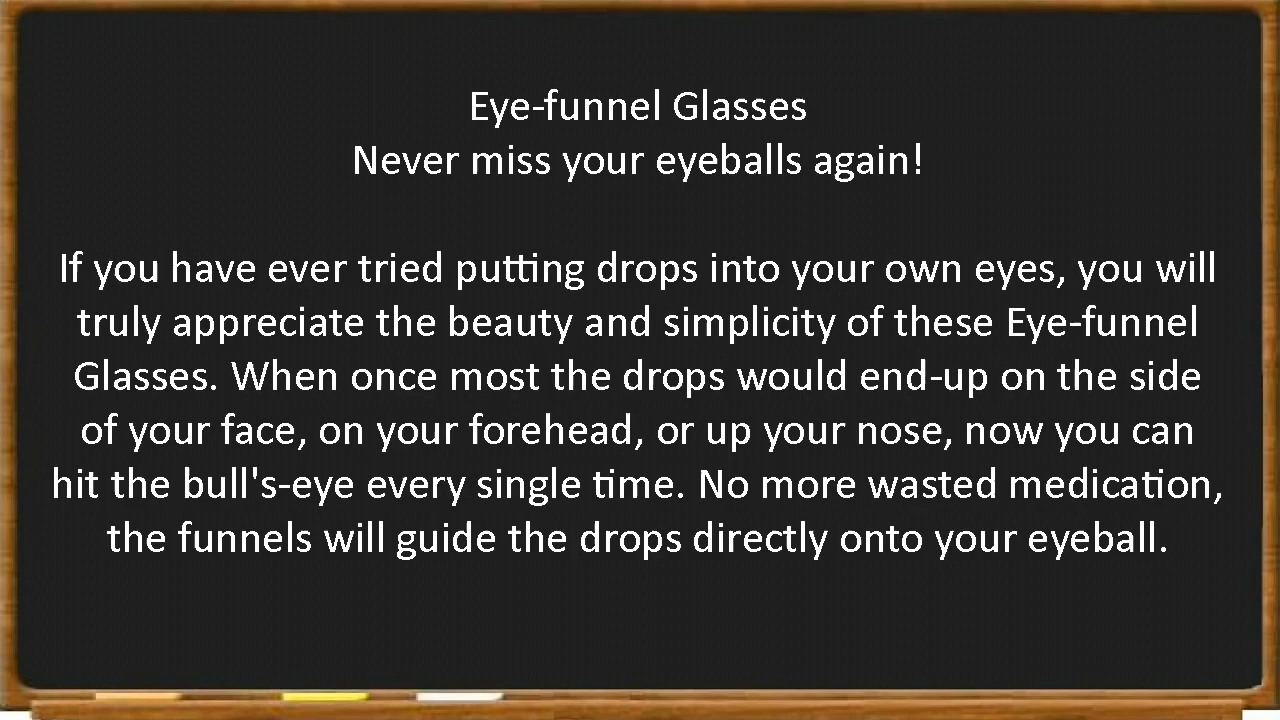 Eye-funnel Glasses
Never miss your eyeballs again!
If you have ever tried putting drops into your own eyes, you will
truly appreciate the beauty and simplicity of these Eye-funnel
Glasses. When once most the drops would end-up on the side
of your face, on your forehead, or up your nose, now you can
hit the bull's-eye every single time. No more wasted medication,
the funnels will guide the drops directly onto your eyeball.